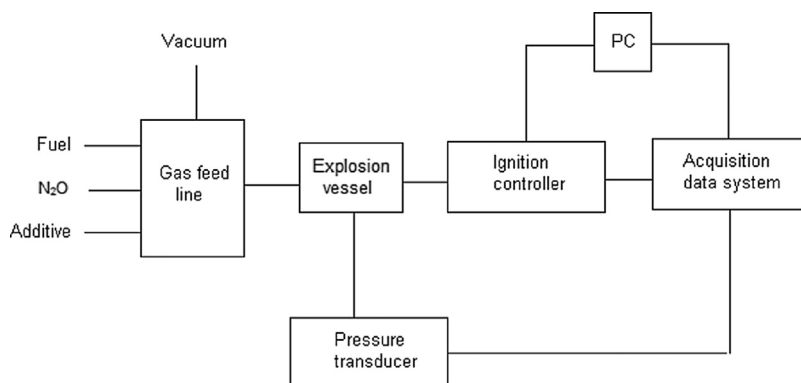 Vacuum
PC
Fuel
N₂O
Additive
Gas feed
line
Explosion
vessel
Ignition
controller
Acquisition
data system
Pressure
transducer